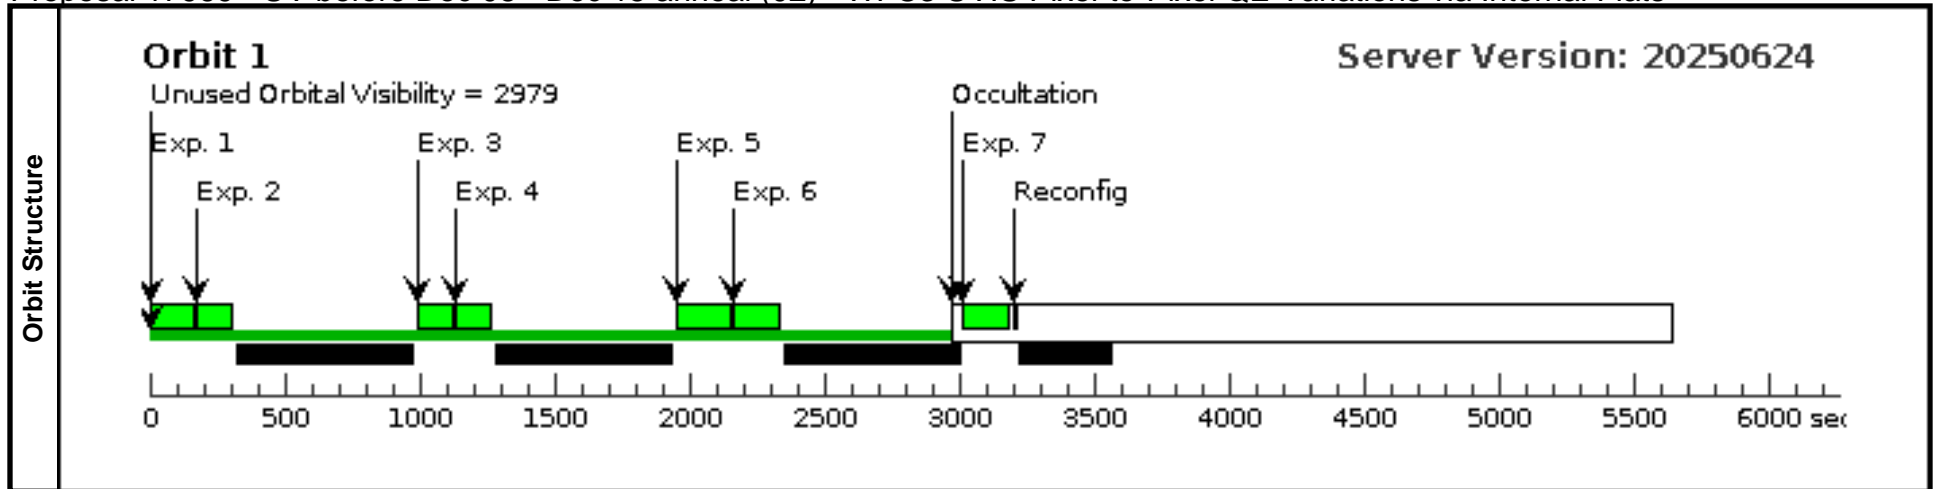 Orbit Structure
Orbit 1
Server Version: 20250624
Unused Orbital Visibility = 2979
Occultation
Exp. 1
Exp. 3
Exp. 5
Exp. 7
Exp. 2
Exp. 4
Exp. 6
Reconfig
0 500 1000 1500 2000 2500 3000 3500 4000 4500 5000 5500 6000 sec